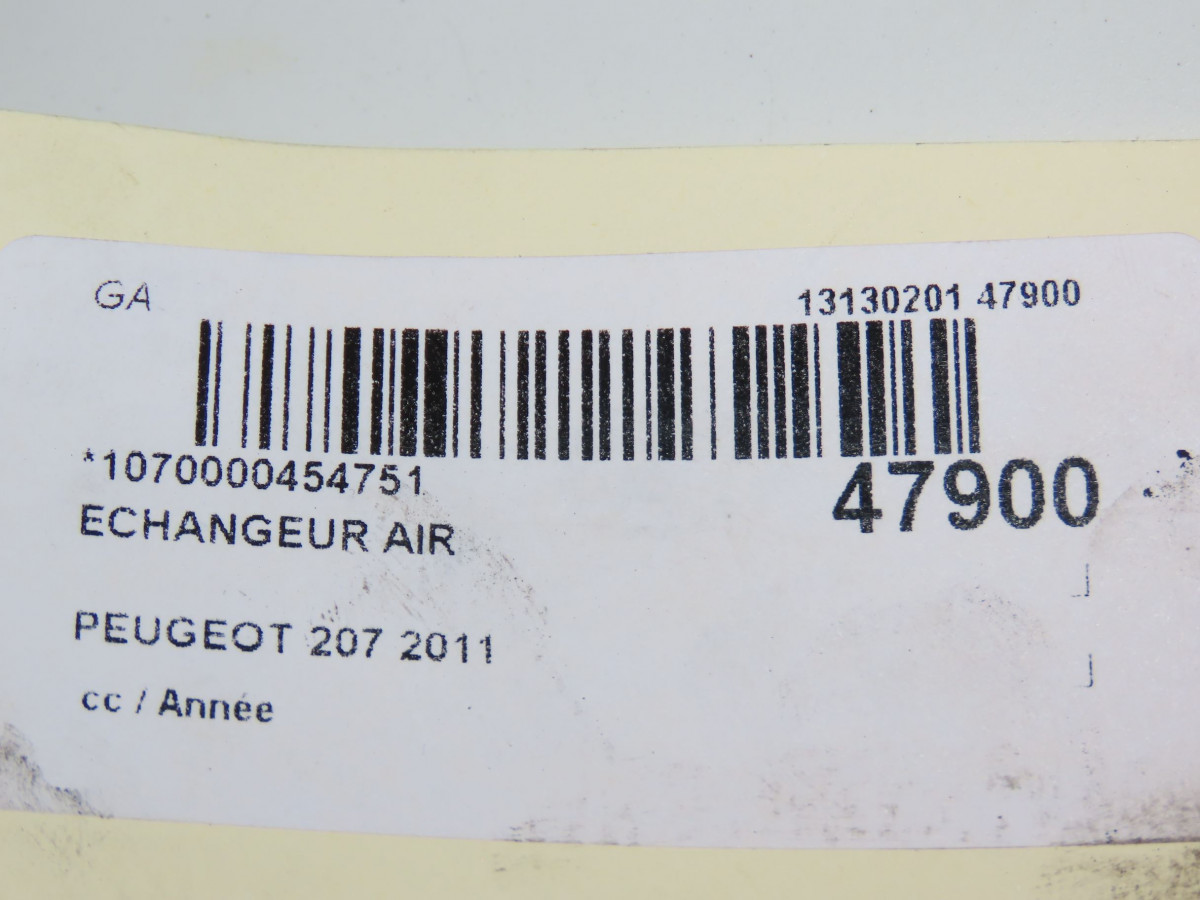 GA
13130201 47900
*1070000454751
47900
ECHANGEUR AIR
PEUGEOT 207 2011
cc / Année